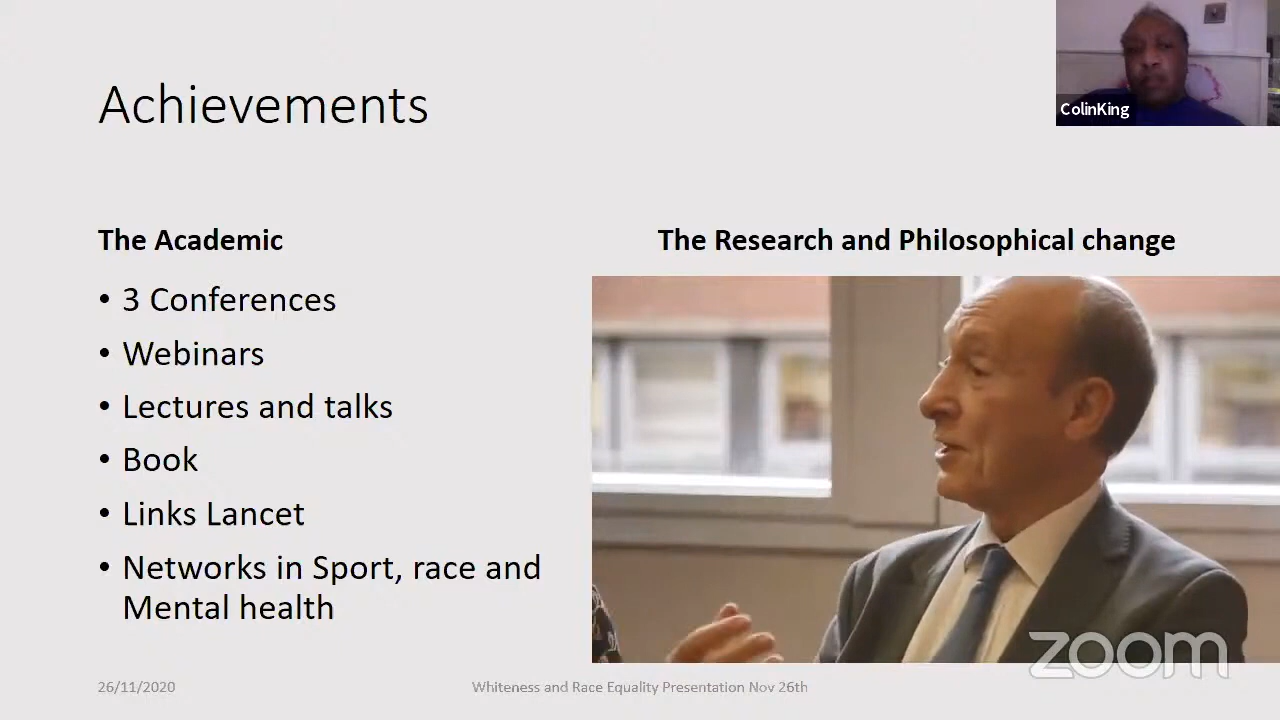 Achievements
ColinKing
The Academic
• 3 Conferences
• Webinars
• Lectures and talks
• Book
• Links Lancet
• Networks in Sport, race and
Mental health
The Research and Philosophical change
zoom
26/11/2020
Whiteness and Race Equality Presentation Nov 26th